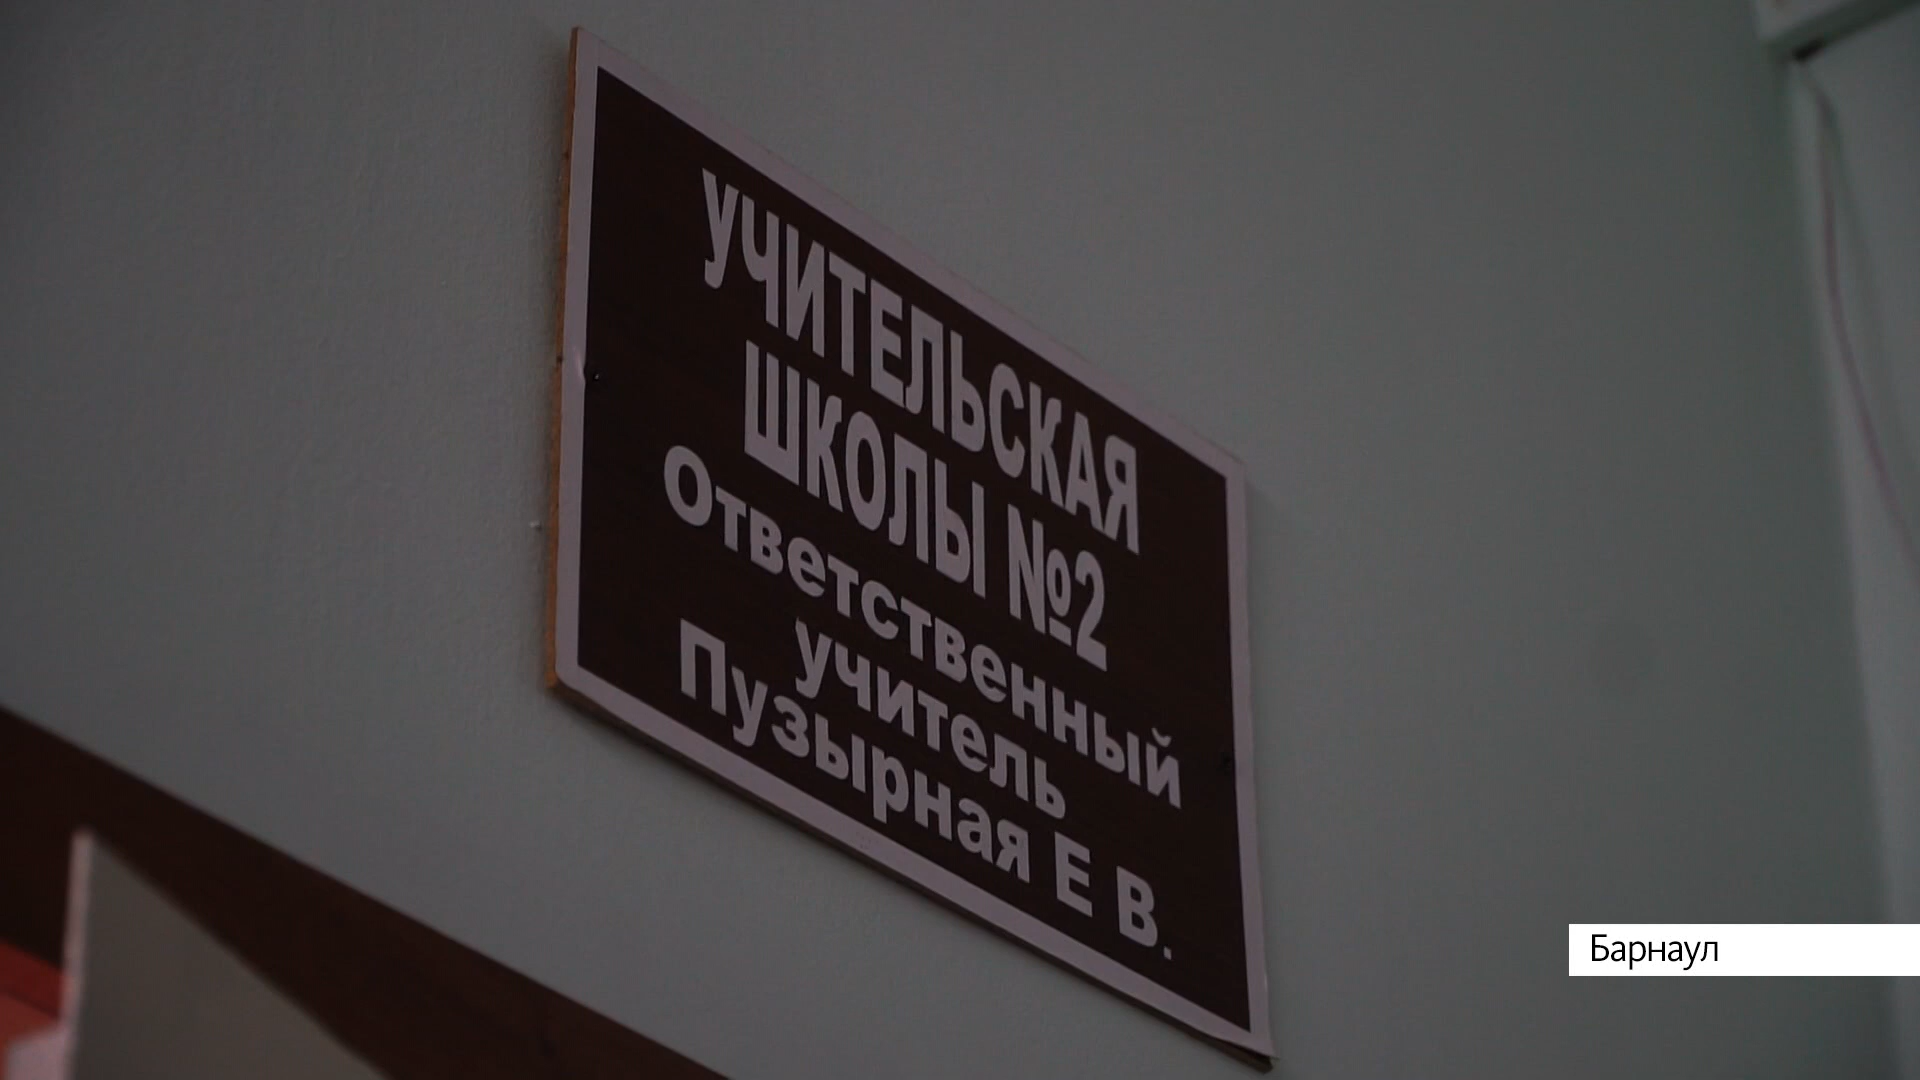 УЧИТЕЛЬСКАЯ
ШКОЛЫ №2
Ответственный
учитель
Пузырная Е В.
Барнаул